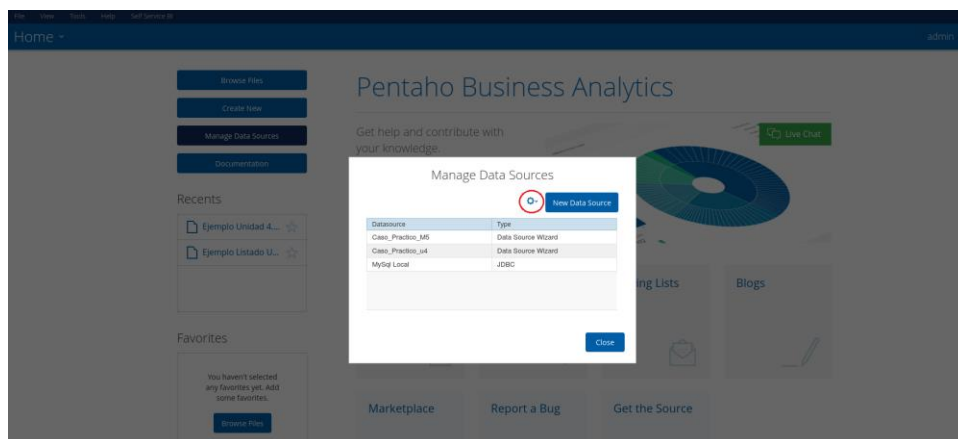 File View Tools Help Self Service BI
Home
admin
Browse Files
Create New
Manage Data Sources
Documentation
Recents
Ejemplo Unidad 4...
Ejemplo Listado U...
Favorites
You haven't selected
any favorites yet. Add
some favorites.
Browse Files
Pentaho Business Analytics
Get help and contribute with
your knowledge.
Live Chat
Manage Data Sources
New Data Source
Datasource Type
Caso_Practico_M5 Data Source Wizard
Caso_Practico_u4 Data Source Wizard
MySql Local JDBC
Close
ing Lists
Blogs
Marketplace
Report a Bug
Get the Source